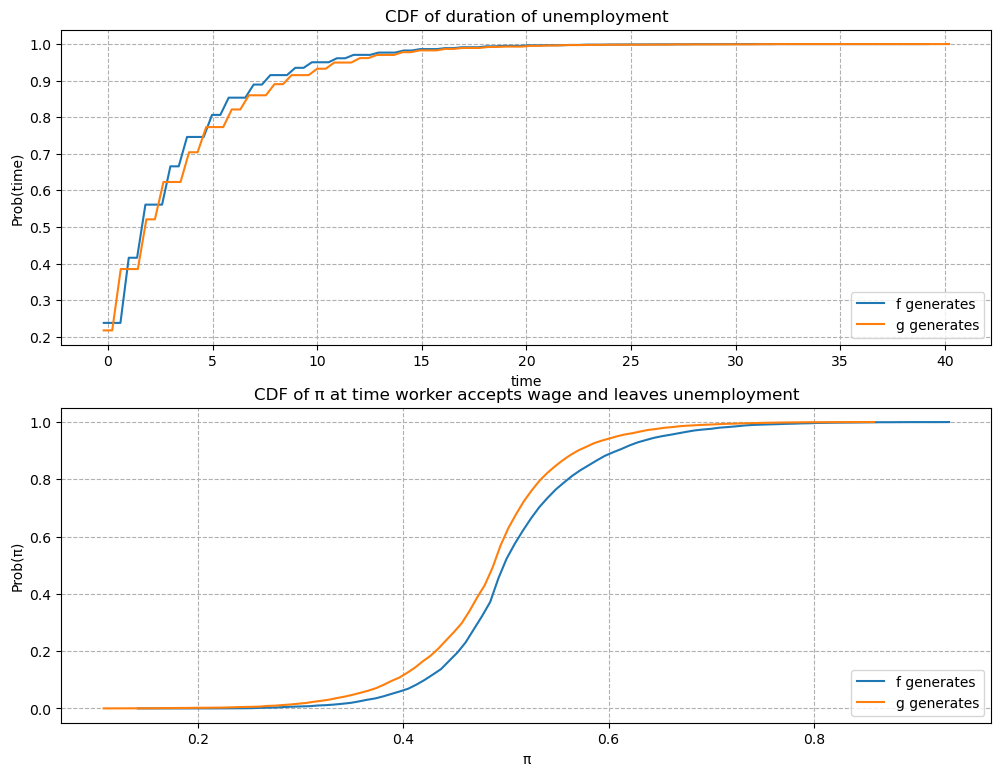 CDF of duration of unemployment
1.0
0.9
0.8
0.7
0.6
0.5
0.4
0.3
0.2
Prob(time)
0 5 10 15 20 25 30 35 40
time
f generates
g generates
CDF of π at time worker accepts wage and leaves unemployment
1.0
0.8
0.6
0.4
0.2
0.0
Prob(π)
0.2 0.4 0.6 0.8
π
f generates
g generates